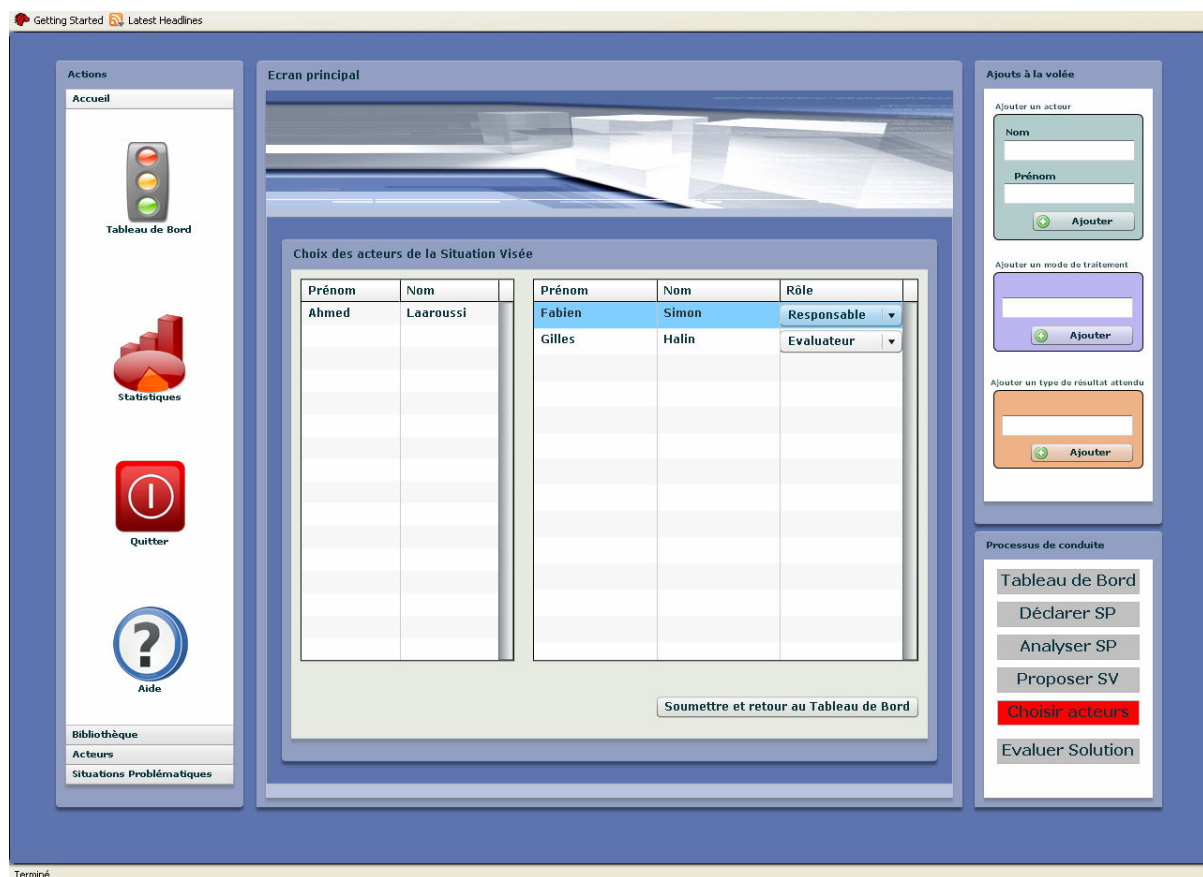 Getting Started Latest Headlines
Actions
Accueil
Tableau de Bord
Statistiques
Quitter
Aide
Bibliothèque
Acteurs
Situations Problématiques
Ecran principal
Choix des acteurs de la Situation Visée
Prénom Nom
Ahmed Laaroussi
Prénom Nom Rôle
Fabien Simon Responsable
Gilles Halin Evaluateur
Soumettre et retour au Tableau de Bord
Ajouts à la volée
Ajouter un acteur
Nom
Prénom
Ajouter
Ajouter un mode de traitement
Ajouter
Ajouter un type de résultat attendu
Ajouter
Processus de conduite
Tableau de Bord
Déclarer SP
Analyser SP
Proposer SV
Choisir acteurs
Evaluer Solution
Terminé